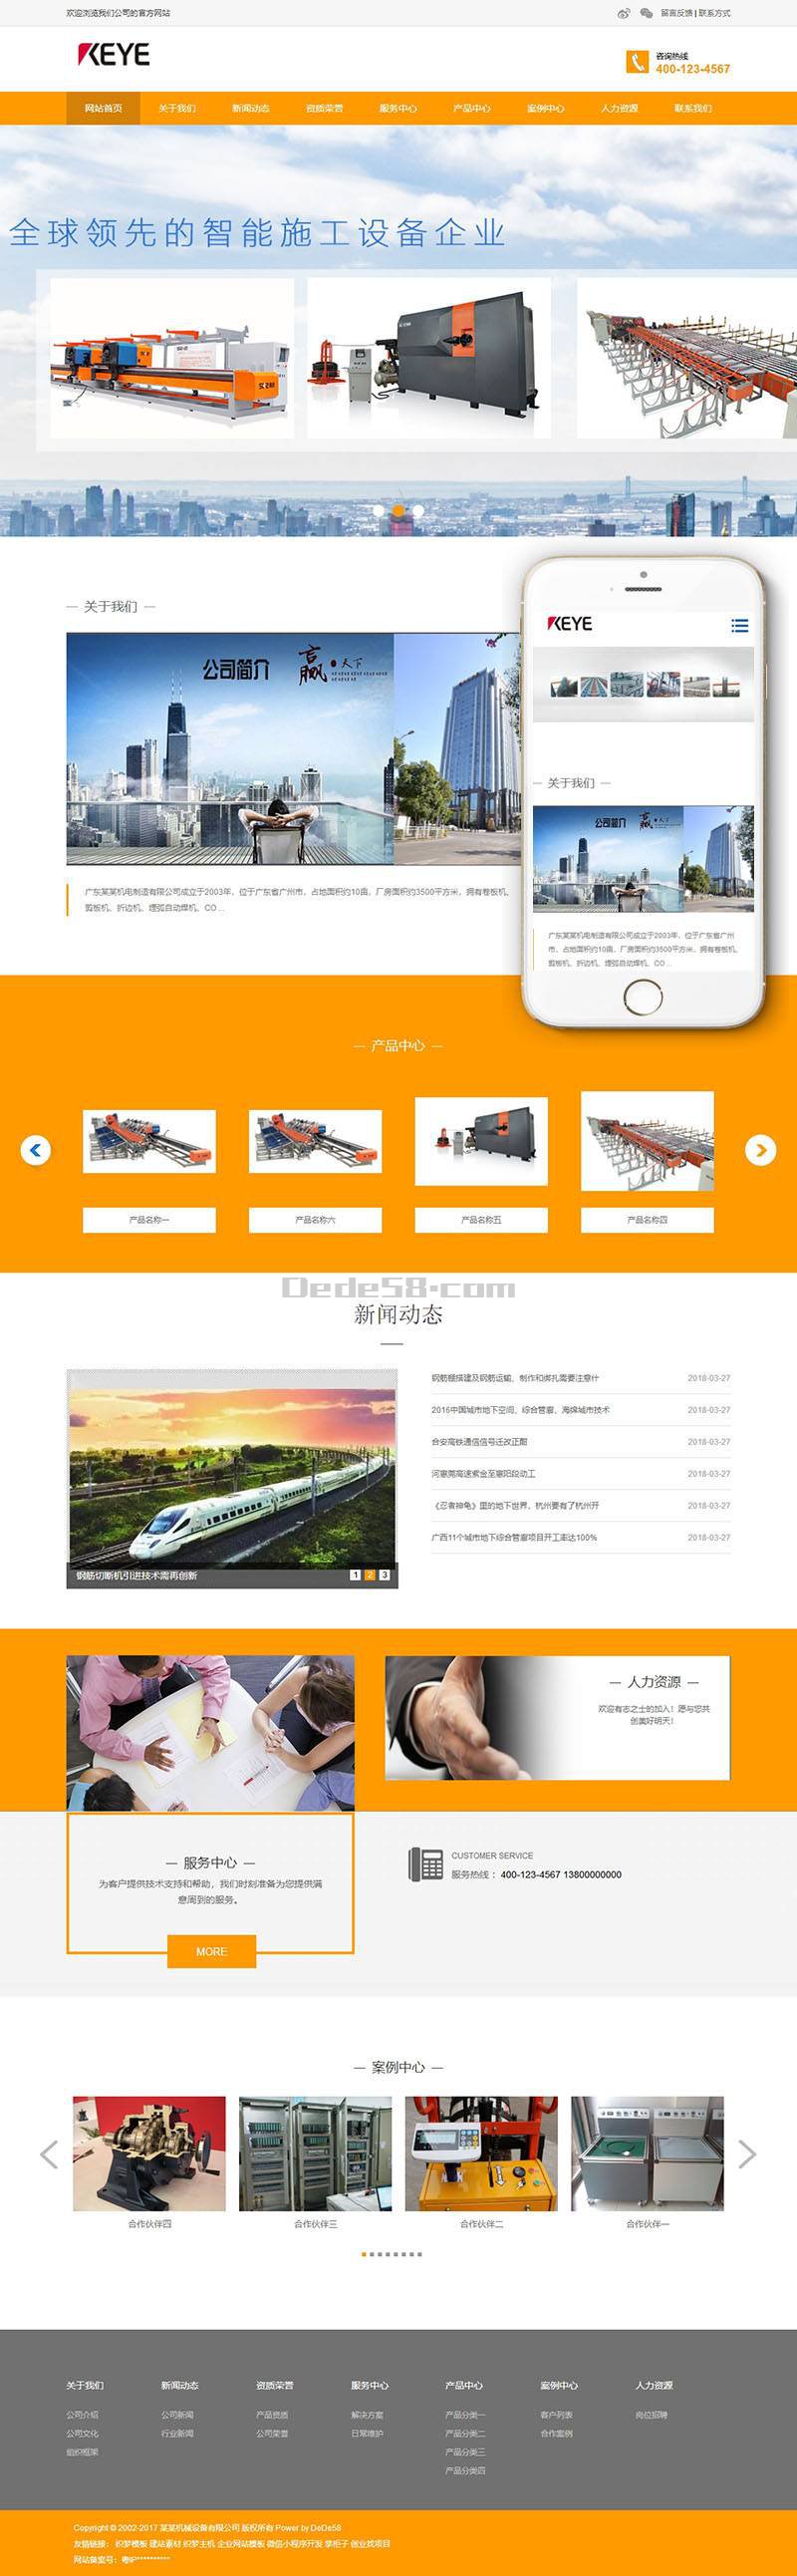 欢迎浏览我们公司的官方网站
留言反馈 | 联系方式
KEYE
咨询热线
400-123-4567
网站首页 关于我们 新闻动态 资质荣誉 服务中心 产品中心 案例中心 人力资源 联系我们
全球领先的智能施工设备企业
关于我们
公司简介 赢 天下
广东某某机电制造有限公司成立于2003年，位于广东省广州市，占地面积约10亩，厂房面积约3500平方米，拥有卷板机、
剪板机、折边机、埋弧自动焊机、CO ...
KEYE
关于我们
公司简介 赢 天下
广东某某机电制造有限公司成立于2003年，位于广东省广州
市，占地面积约10亩，厂房面积约3500平方米，拥有卷板机、
剪板机、折边机、埋弧自动焊机、CO ...
产品中心
产品名称一 产品名称六 产品名称五 产品名称四
Dede58.com
新闻动态
钢筋棚搭建及钢筋运输、制作和绑扎需要注意什 2018-03-27
2016中国城市地下空间、综合管廊、海绵城市技术 2018-03-27
合安高铁通信信号迁改正酣 2018-03-27
河惠莞高速紫金至惠阳段动工 2018-03-27
《忍者神龟》里的地下世界，杭州要有了杭州开 2018-03-27
广西11个城市地下综合管廊项目开工率达100% 2018-03-27
钢筋切断机引进技术需再创新
1 2 3
人力资源
欢迎有志之士的加入！愿与您共
创美好明天！
服务中心
为客户提供技术支持和帮助，我们时刻准备为您提供满
意周到的服务。
MORE
CUSTOMER SERVICE
服务热线：400-123-4567 13800000000
案例中心
合作伙伴四 合作伙伴三 合作伙伴二 合作伙伴一
关于我们 新闻动态 资质荣誉 服务中心 产品中心 案例中心 人力资源
公司介绍 公司新闻 产品资质 解决方案 产品分类一 客户列表 岗位招聘
公司文化 行业新闻 公司荣誉 日常维护 产品分类二 合作案例
组织框架 产品分类三
产品分类四
Copyright © 2002-2017 某某机械设备有限公司 版权所有 Power by DeDe58
友情链接： 织梦模板 建站素材 织梦主机 企业网站模板 微信小程序开发 掌柜子 创业找项目
网站备案号：粤IP**********